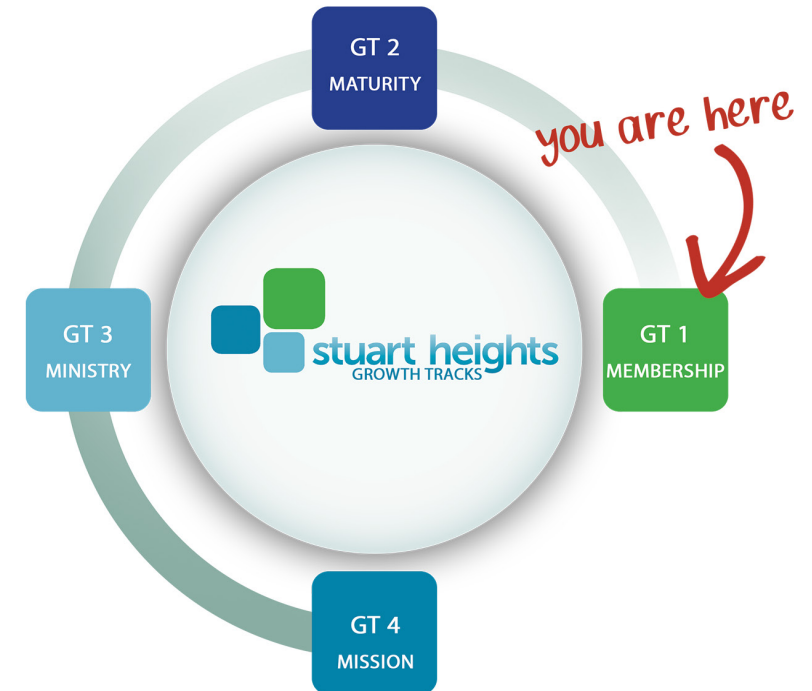 GT 2
MATURITY
you are here
GT 3
MINISTRY
stuart heights
GROWTH TRACKS
GT 1
MEMBERSHIP
GT 4
MISSION